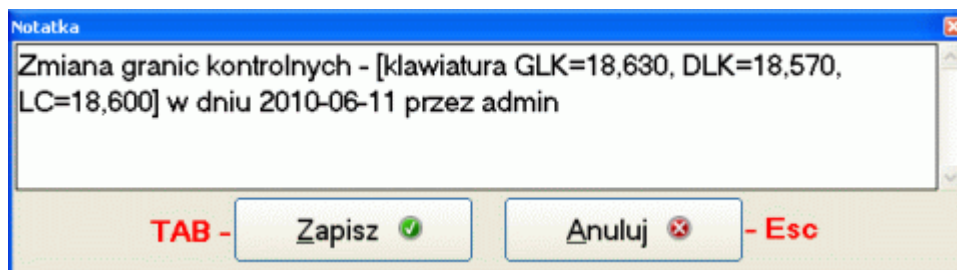 Notatka
Zmiana granic kontrolnych - [klawiatura GLK=18,630, DLK=18,570,
LC=18,600] w dniu 2010-06-11 przez admin
TAB - Zapisz Anuluj - Esc